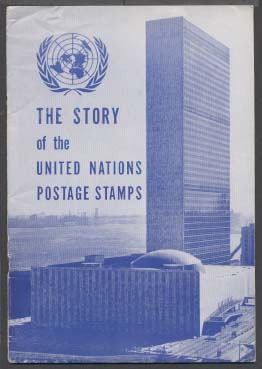 THE STORY
of the
UNITED NATIONS
POSTAGE STAMPS